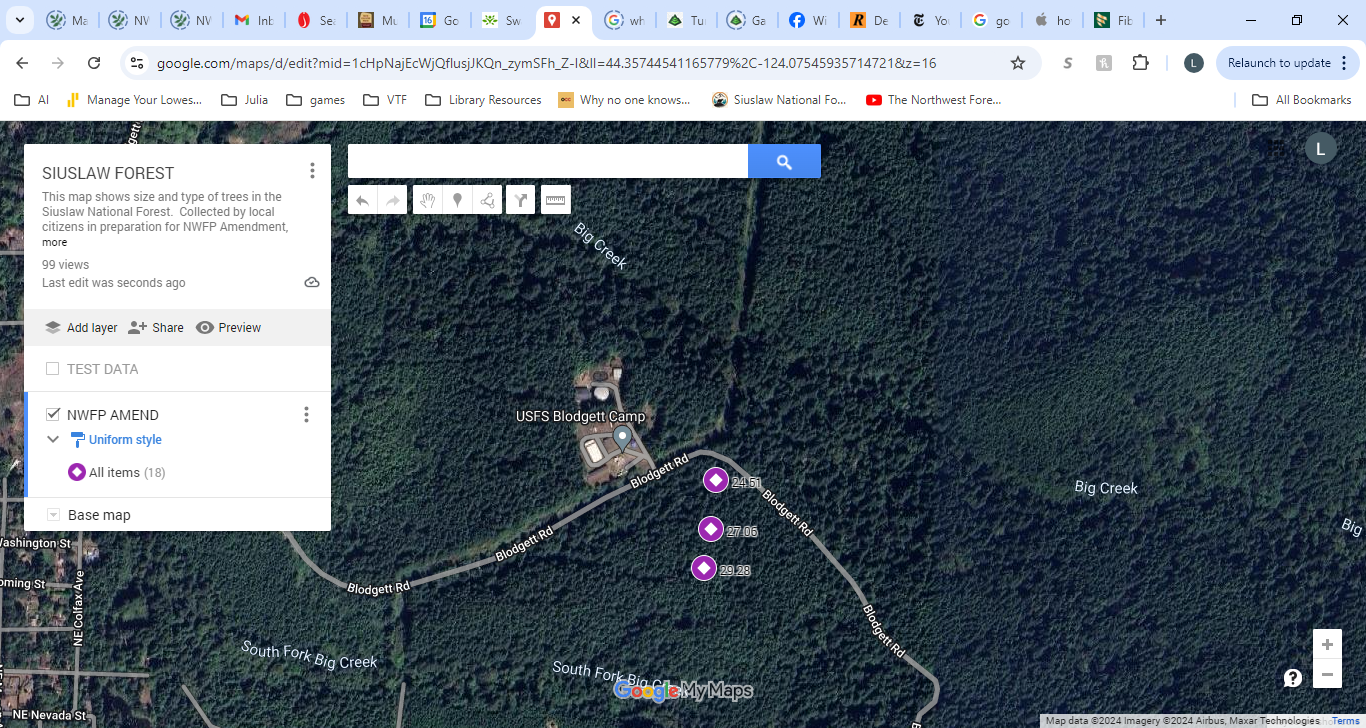 Ma
NW
NW
Inb
Sea
Mu
Go
Sw
wh
Tu
Ga
Wi
De
Yo
go
ho
Fib
google.com/maps/d/edit?mid=1cHpNajEcWjQflusjJKQn_zymSFh_Z-I&ll=44.35744541165779%2C-124.07545935714721&z=16
L
Relaunch to update
AI
Manage Your Lowes...
Julia
games
VTF
Library Resources
Why no one knows...
Siuslaw National Fo...
The Northwest Fore...
All Bookmarks
L
SIUSLAW FOREST
This map shows size and type of trees in the
Siuslaw National Forest. Collected by local
citizens in preparation for NWFP Amendment,
more
99 views
Last edit was seconds ago
Add layer
Share
Preview
TEST DATA
NWFP AMEND
Uniform style
All items (18)
Base map
Big Creek
USFS Blodgett Camp
Blodgett Rd
24.51
Blodgett Rd
Big Creek
27.06
Big
Blodgett Rd
29.28
Blodgett Rd
Blodgett Rd
Washington St
oming St
NE Colfax Ave
South Fork Big Creek
South Fork Big Creek
NE Nevada St
Google My Maps
Map data ©2024 Imagery ©2024 Airbus, Maxar Technologies
Terms